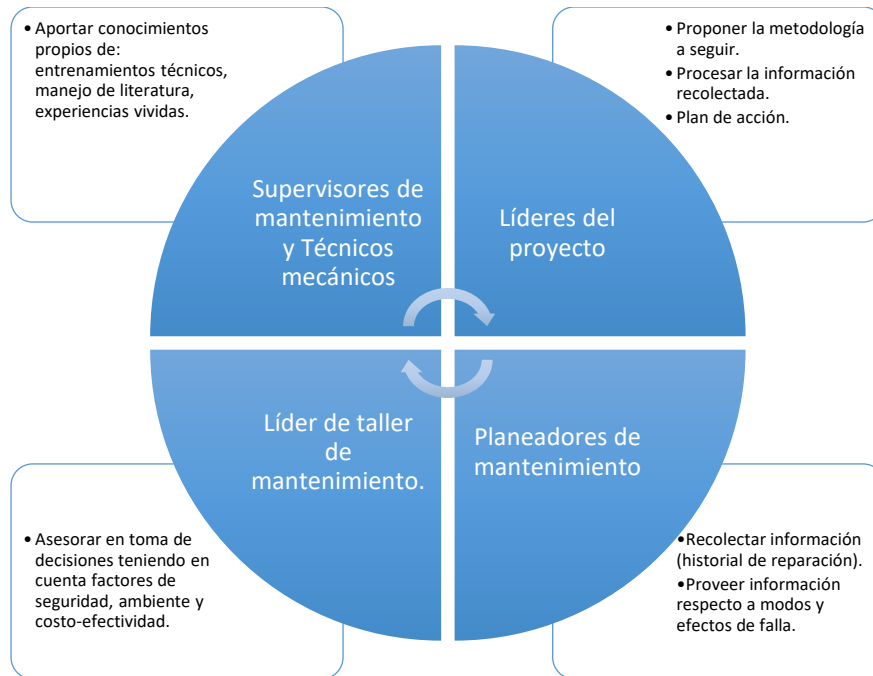 • Aportar conocimientos
propios de:
entrenamientos técnicos,
manejo de literatura,
experiencias vividas.
• Proponer la metodología
a seguir.
• Procesar la información
recolectada.
• Plan de acción.
Supervisores de
mantenimiento
y Técnicos
mecánicos
Líderes del
proyecto
Líder de taller
de
mantenimiento.
Planeadores de
mantenimiento
• Asesorar en toma de
decisiones teniendo en
cuenta factores de
seguridad, ambiente y
costo-efectividad.
•Recolectar información
(historial de reparación).
•Proveer información
respecto a modos y
efectos de falla.